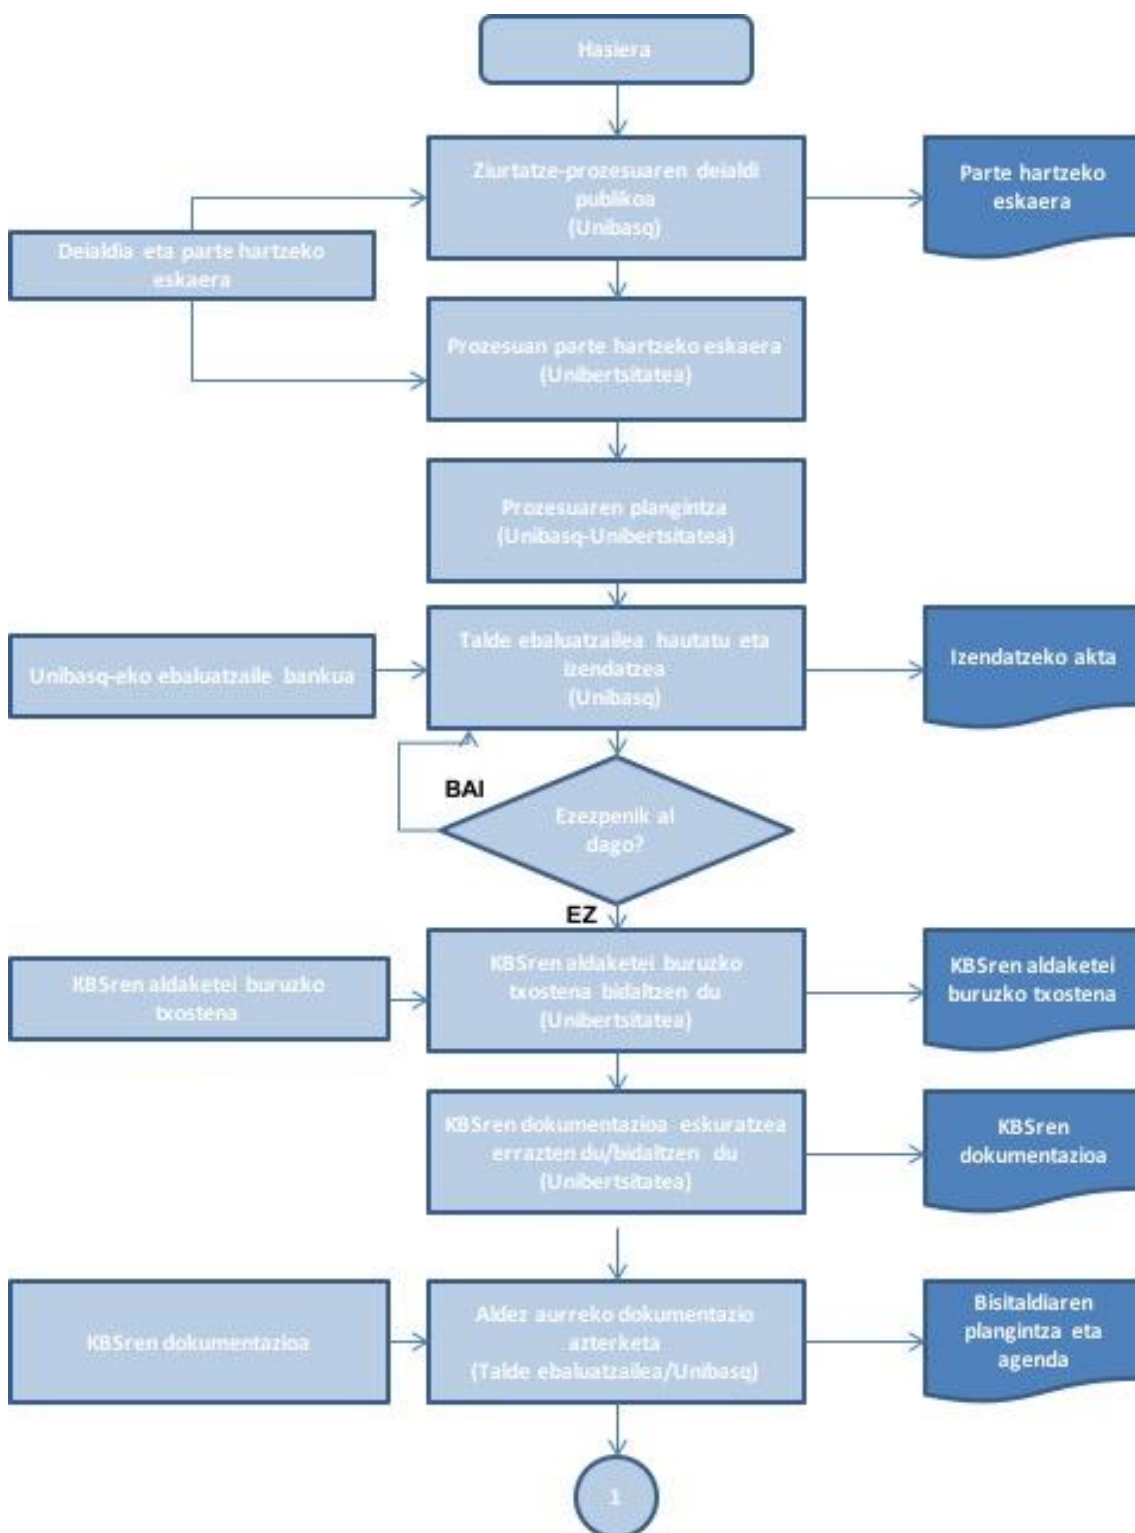 Hasiera
Ziurtatze-prozesuaren deialdi
publikoa
(Unibasq)
Parte hartzeko
eskaera
Deialdia eta parte hartzeko
eskaera
Prozesuan parte hartzeko eskaera
(Unibertsitatea)
Prozesuaren plangintza
(Unibasq-Unibertsitatea)
Unibasq-eko ebaluatzaile bankua
Talde ebaluatzailea hautatu eta
izendatzea
(Unibasq)
Izendatzeko akta
BAI
Ezezpenik al
dago?
EZ
KBSren aldaketei buruzko
txostena
KBSren aldaketei buruzko
txostena bidaltzen du
(Unibertsitatea)
KBSren aldaketei
buruzko txostena
KBSren dokumentazioa eskuratzea
errazten du/bidaltzen du
(Unibertsitatea)
KBSren
dokumentazioa
KBSren dokumentazioa
Aldez aurreko dokumentazio
azterketa
(Talde ebaluatzailea/Unibasq)
Bisitaldiaren
plangintza eta
agenda
1